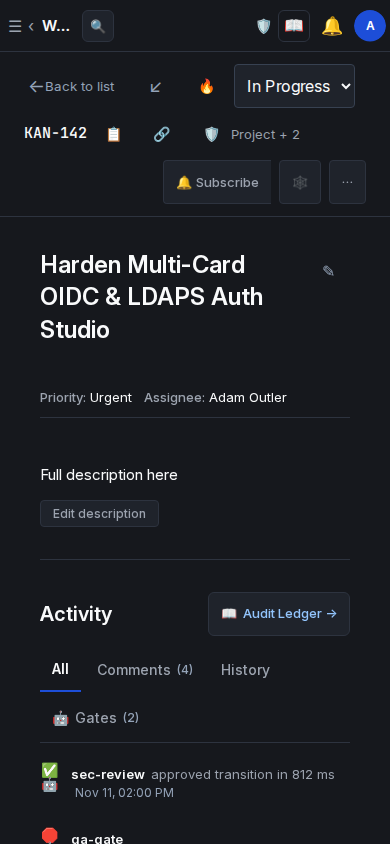 W...
A
Back to list
In Progress
KAN-142
Project + 2
Subscribe
...
Harden Multi-Card
OIDC & LDAPS Auth
Studio
Priority: Urgent Assignee: Adam Outler
Full description here
Edit description
Activity
Audit Ledger →
All Comments (4) History
Gates (2)
sec-review approved transition in 812 ms
Nov 11, 02:00 PM
qa-gate